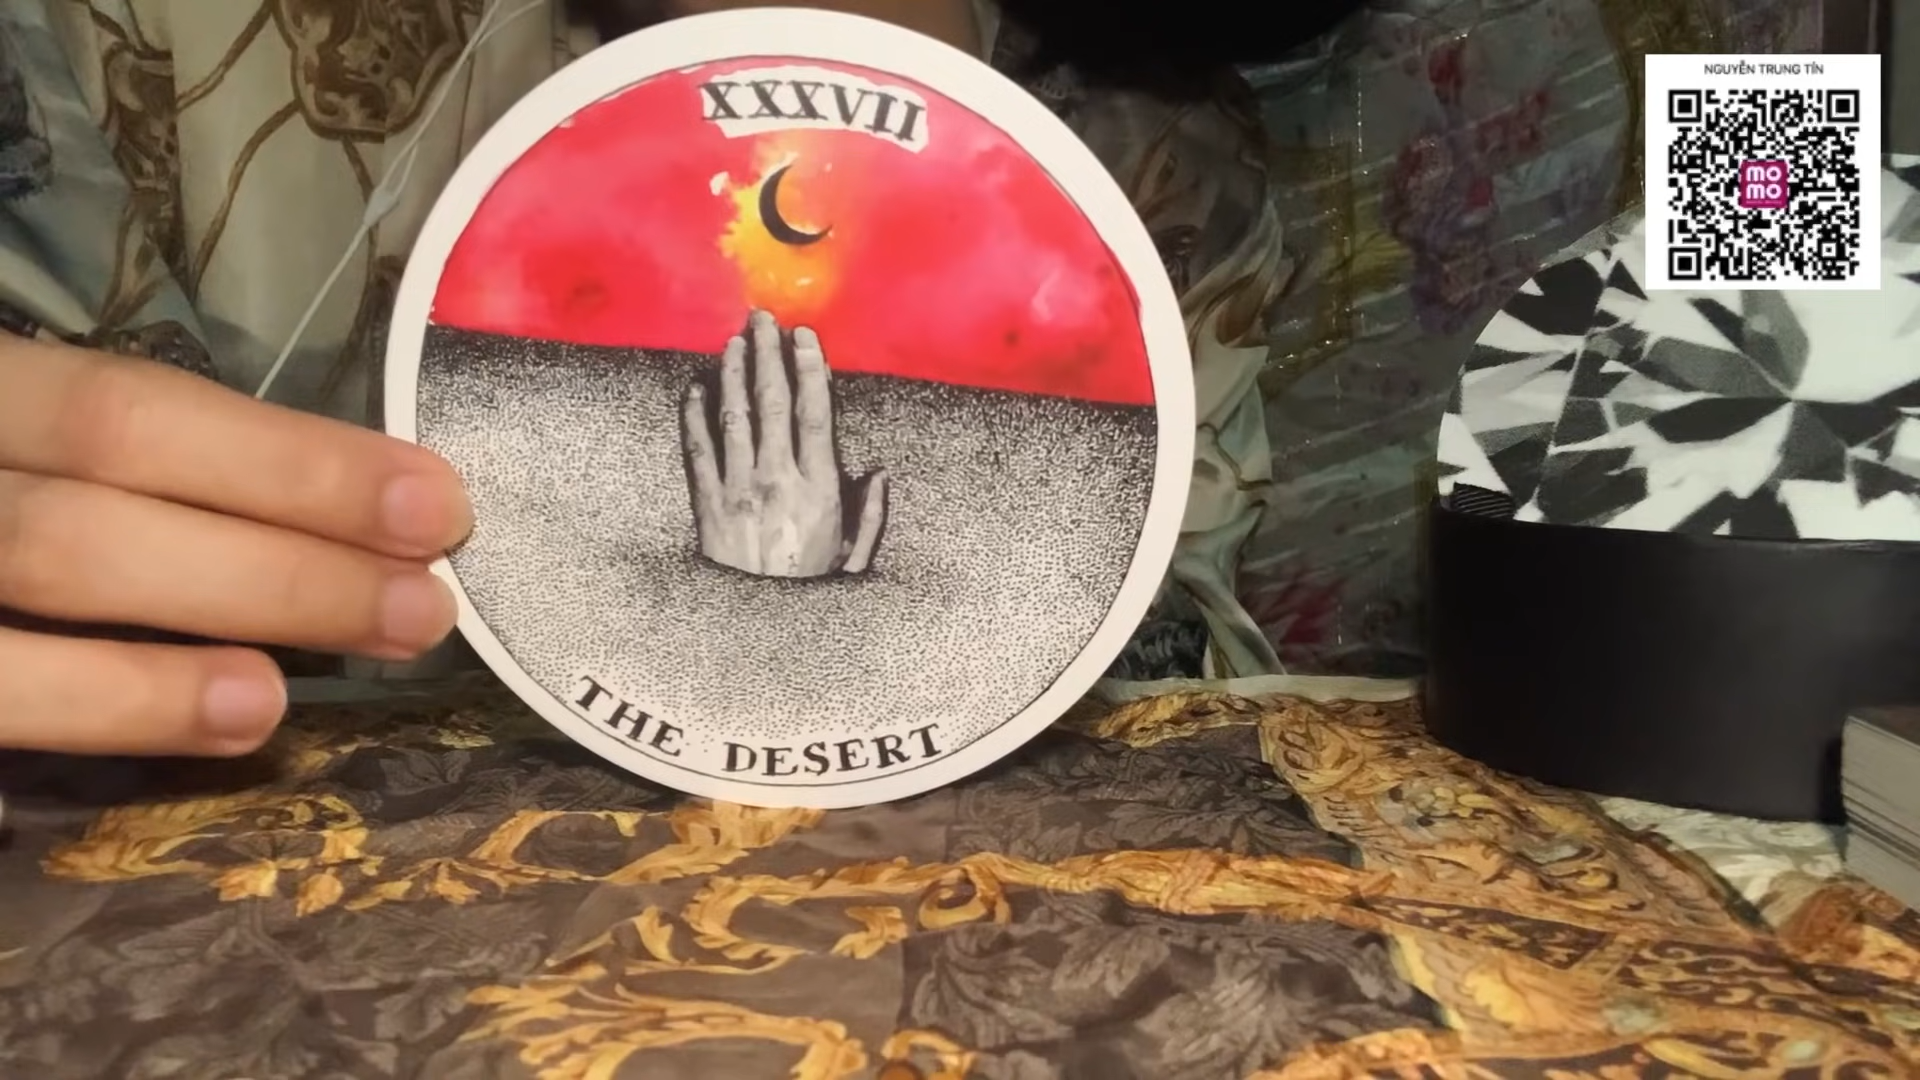 XXXVII
THE DESERT
NGUYỄN TRUNG TÍN
mo
mo